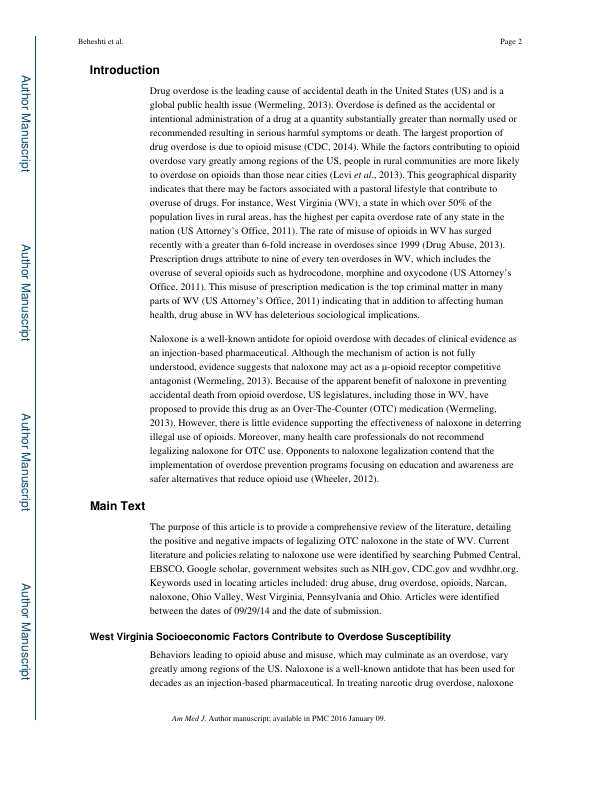 Beheshti et al.
Page 2
Author Manuscript
Author Manuscript
Author Manuscript
Author Manuscript
Introduction
Drug overdose is the leading cause of accidental death in the United States (US) and is a
global public health issue (Wermeling, 2013). Overdose is defined as the accidental or
intentional administration of a drug at a quantity substantially greater than normally used or
recommended resulting in serious harmful symptoms or death. The largest proportion of
drug overdose is due to opioid misuse (CDC, 2014). While the factors contributing to opioid
overdose vary greatly among regions of the US, people in rural communities are more likely
to overdose on opioids than those near cities (Levi et al., 2013). This geographical disparity
indicates that there may be factors associated with a pastoral lifestyle that contribute to
overuse of drugs. For instance, West Virginia (WV), a state in which over 50% of the
population lives in rural areas, has the highest per capita overdose rate of any state in the
nation (US Attorney's Office, 2011). The rate of misuse of opioids in WV has surged
recently with a greater than 6-fold increase in overdoses since 1999 (Drug Abuse, 2013).
Prescription drugs attribute to nine of every ten overdoses in WV, which includes the
overuse of several opioids such as hydrocodone, morphine and oxycodone (US Attorney's
Office, 2011). This misuse of prescription medication is the top criminal matter in many
parts of WV (US Attorney's Office, 2011) indicating that in addition to affecting human
health, drug abuse in WV has deleterious sociological implications.
Naloxone is a well-known antidote for opioid overdose with decades of clinical evidence as
an injection-based pharmaceutical. Although the mechanism of action is not fully
understood, evidence suggests that naloxone may act as a μ-opioid receptor competitive
antagonist (Wermeling, 2013). Because of the apparent benefit of naloxone in preventing
accidental death from opioid overdose, US legislatures, including those in WV, have
proposed to provide this drug as an Over-The-Counter (OTC) medication (Wermeling,
2013). However, there is little evidence supporting the effectiveness of naloxone in deterring
illegal use of opioids. Moreover, many health care professionals do not recommend
legalizing naloxone for OTC use. Opponents to naloxone legalization contend that the
implementation of overdose prevention programs focusing on education and awareness are
safer alternatives that reduce opioid use (Wheeler, 2012).
Main Text
The purpose of this article is to provide a comprehensive review of the literature, detailing
the positive and negative impacts of legalizing OTC naloxone in the state of WV. Current
literature and policies relating to naloxone use were identified by searching Pubmed Central,
EBSCO, Google scholar, government websites such as NIH.gov, CDC.gov and wvdhhr.org.
Keywords used in locating articles included: drug abuse, drug overdose, opioids, Narcan,
naloxone, Ohio Valley, West Virginia, Pennsylvania and Ohio. Articles were identified
between the dates of 09/29/14 and the date of submission.
West Virginia Socioeconomic Factors Contribute to Overdose Susceptibility
Behaviors leading to opioid abuse and misuse, which may culminate as an overdose, vary
greatly among regions of the US. Naloxone is a well-known antidote that has been used for
decades as an injection-based pharmaceutical. In treating narcotic drug overdose, naloxone
Am Med J. Author manuscript; available in PMC 2016 January 09.